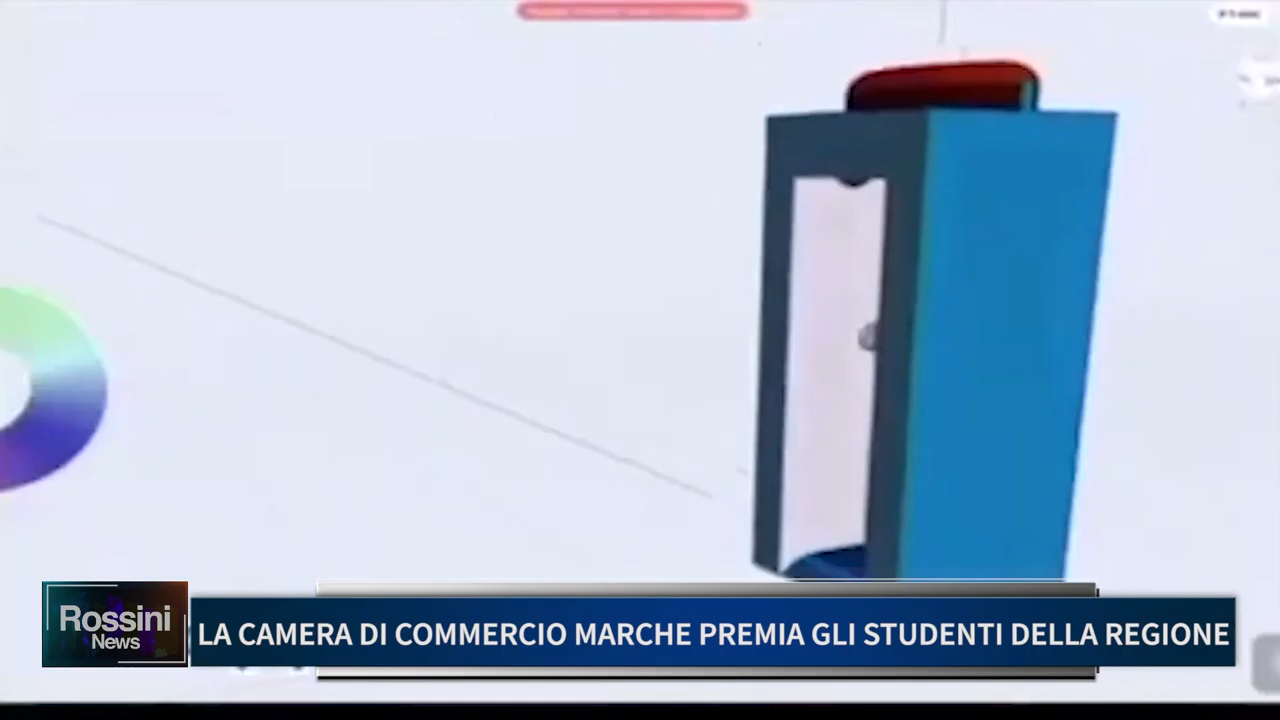 Rossini
News
LA CAMERA DI COMMERCIO MARCHE PREMIA GLI STUDENTI DELLA REGIONE